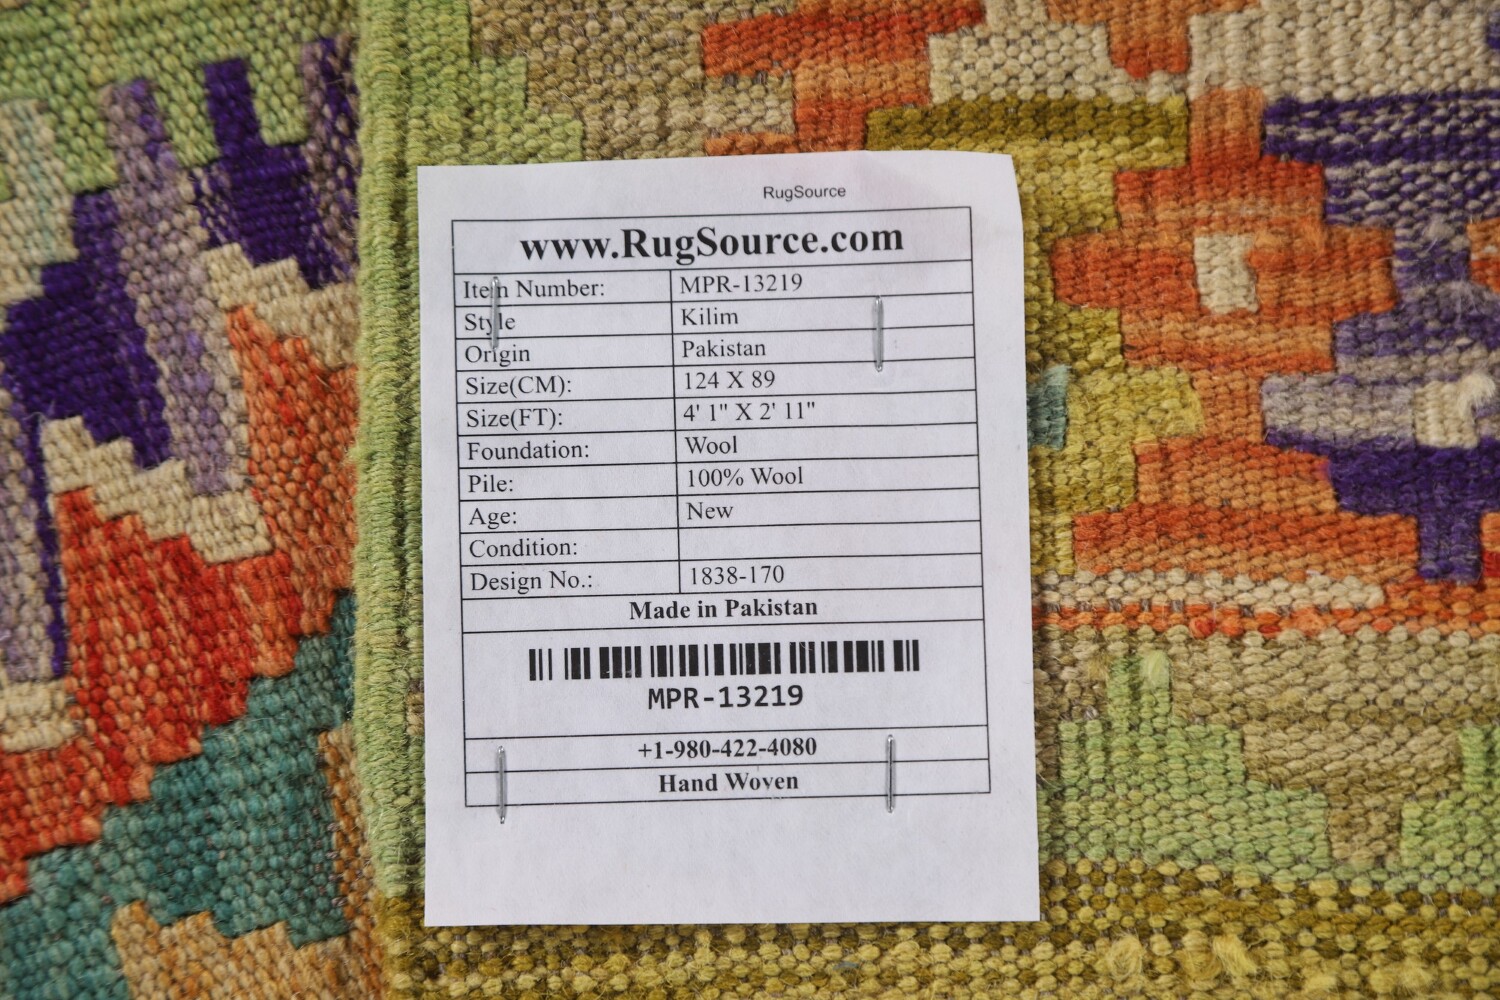 RugSource
www.RugSource.com
Item Number: MPR-13219
Style Kilim
Origin Pakistan
Size(CM): 124 X 89
Size(FT): 4' 1" X 2' 11"
Foundation: Wool
Pile: 100% Wool
Age: New
Condition:
Design No.: 1838-170
Made in Pakistan
MPR-13219
+1-980-422-4080
Hand Woven